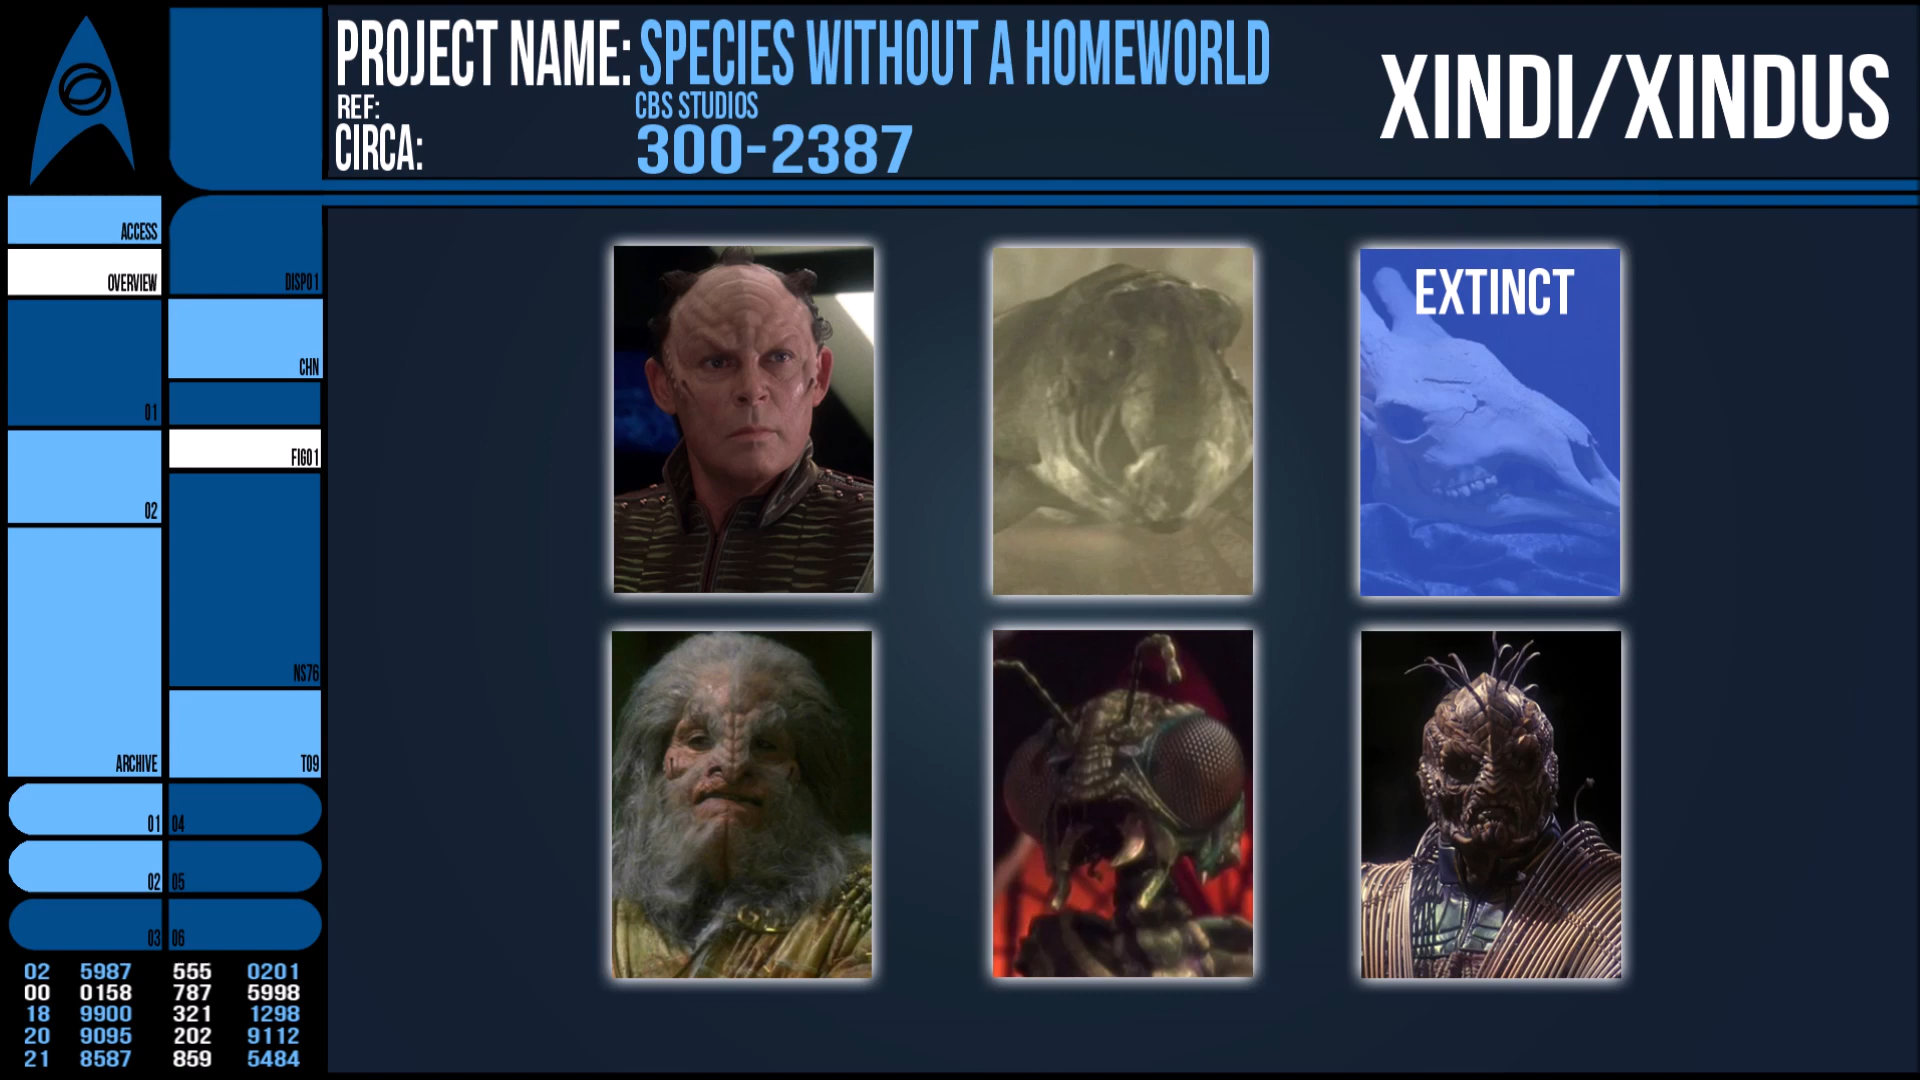 PROJECT NAME: SPECIES WITHOUT A HOMEWORLD
REF: CBS STUDIOS
CIRCA: 300-2387
XINDI/XINDUS
ACCESS
OVERVIEW
01
02
ARCHIVE
DISP01
CHN
FIG01
NS76
T09
01 04
02 05
03 06
02 5987 555 0201
00 0158 787 5998
18 9900 321 1298
20 9095 202 9112
21 8587 859 5484
EXTINCT